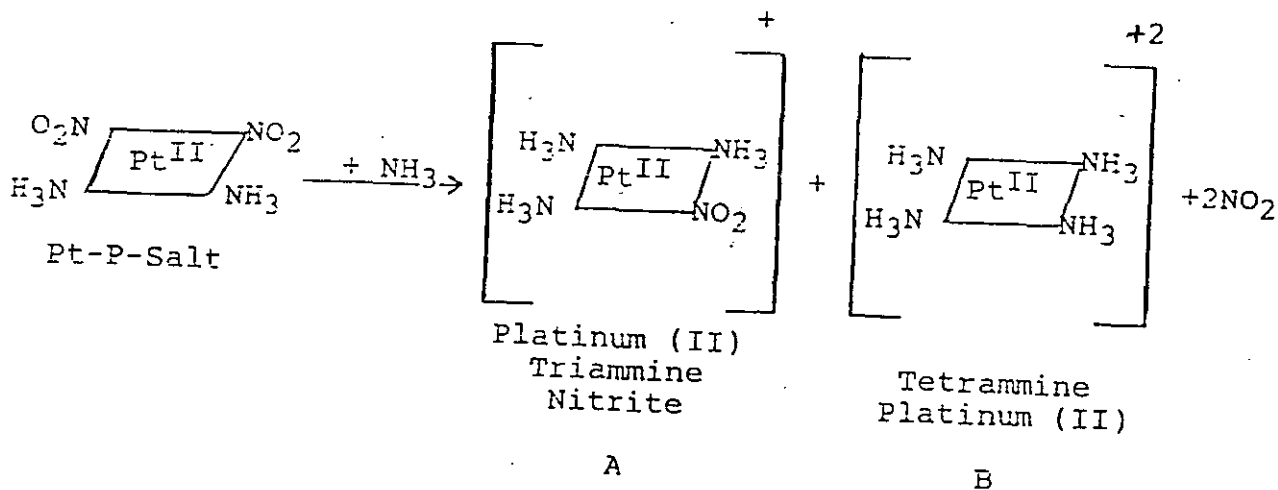 +
+2
O2N NO2
PtII
H3N NH3
÷ NH3
H3N NH3
PtII
H3N NO2
+
H3N NH3
PtII
H3N NH3
+2NO2
Pt-P-Salt
Platinum (II)
Triammine
Nitrite
Tetrammine
Platinum (II)
A
B